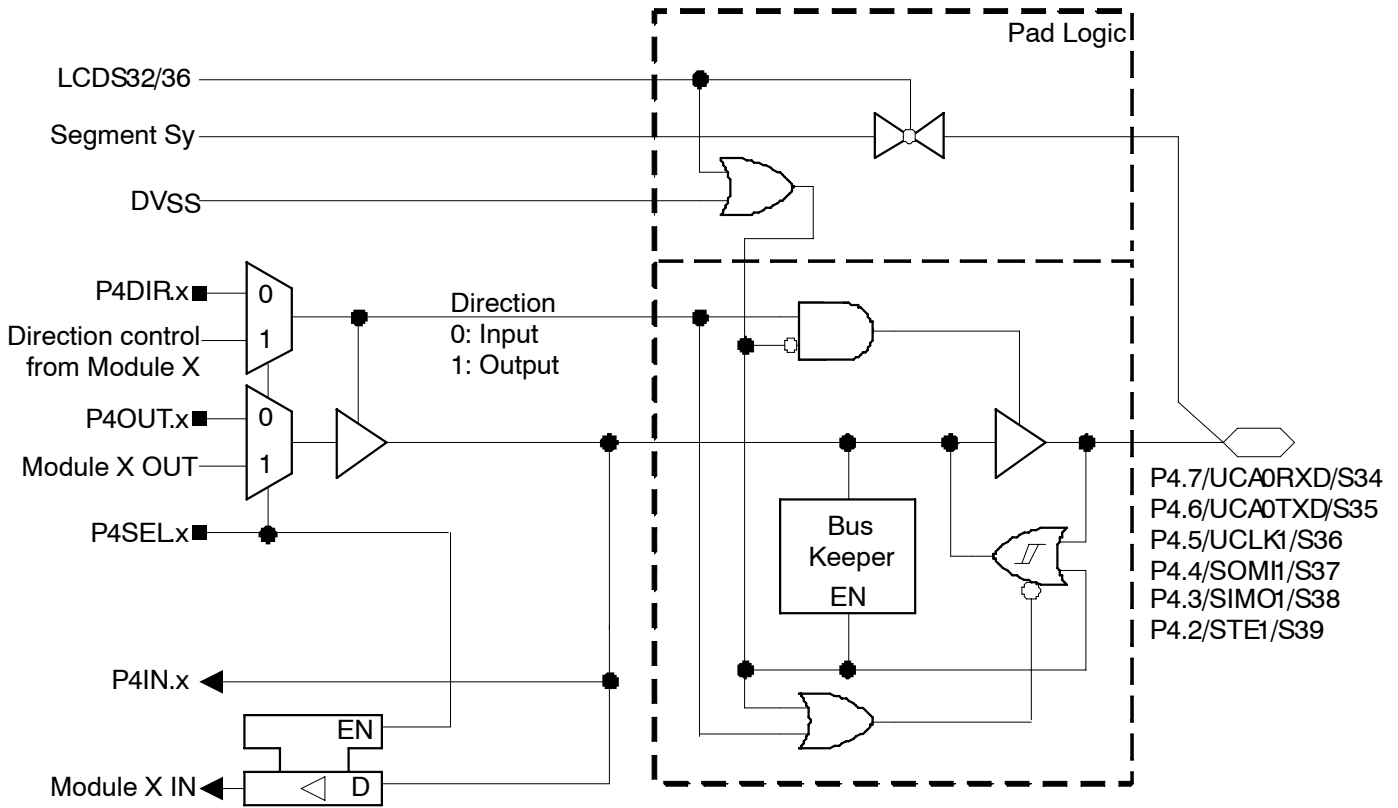 Pad Logic
LCDS32/36
Segment Sy
DVSS
P4DIR.x
0
1
Direction control
from Module X
Direction
0: Input
1: Output
P4OUT.x
0
1
Module X OUT
P4SEL.x
Bus
Keeper
EN
P4.7/UCA0RXD/S34
P4.6/UCA0TXD/S35
P4.5/UCLK1/S36
P4.4/SOMI1/S37
P4.3/SIMO1/S38
P4.2/STE1/S39
P4IN.x
EN
Module X IN
D